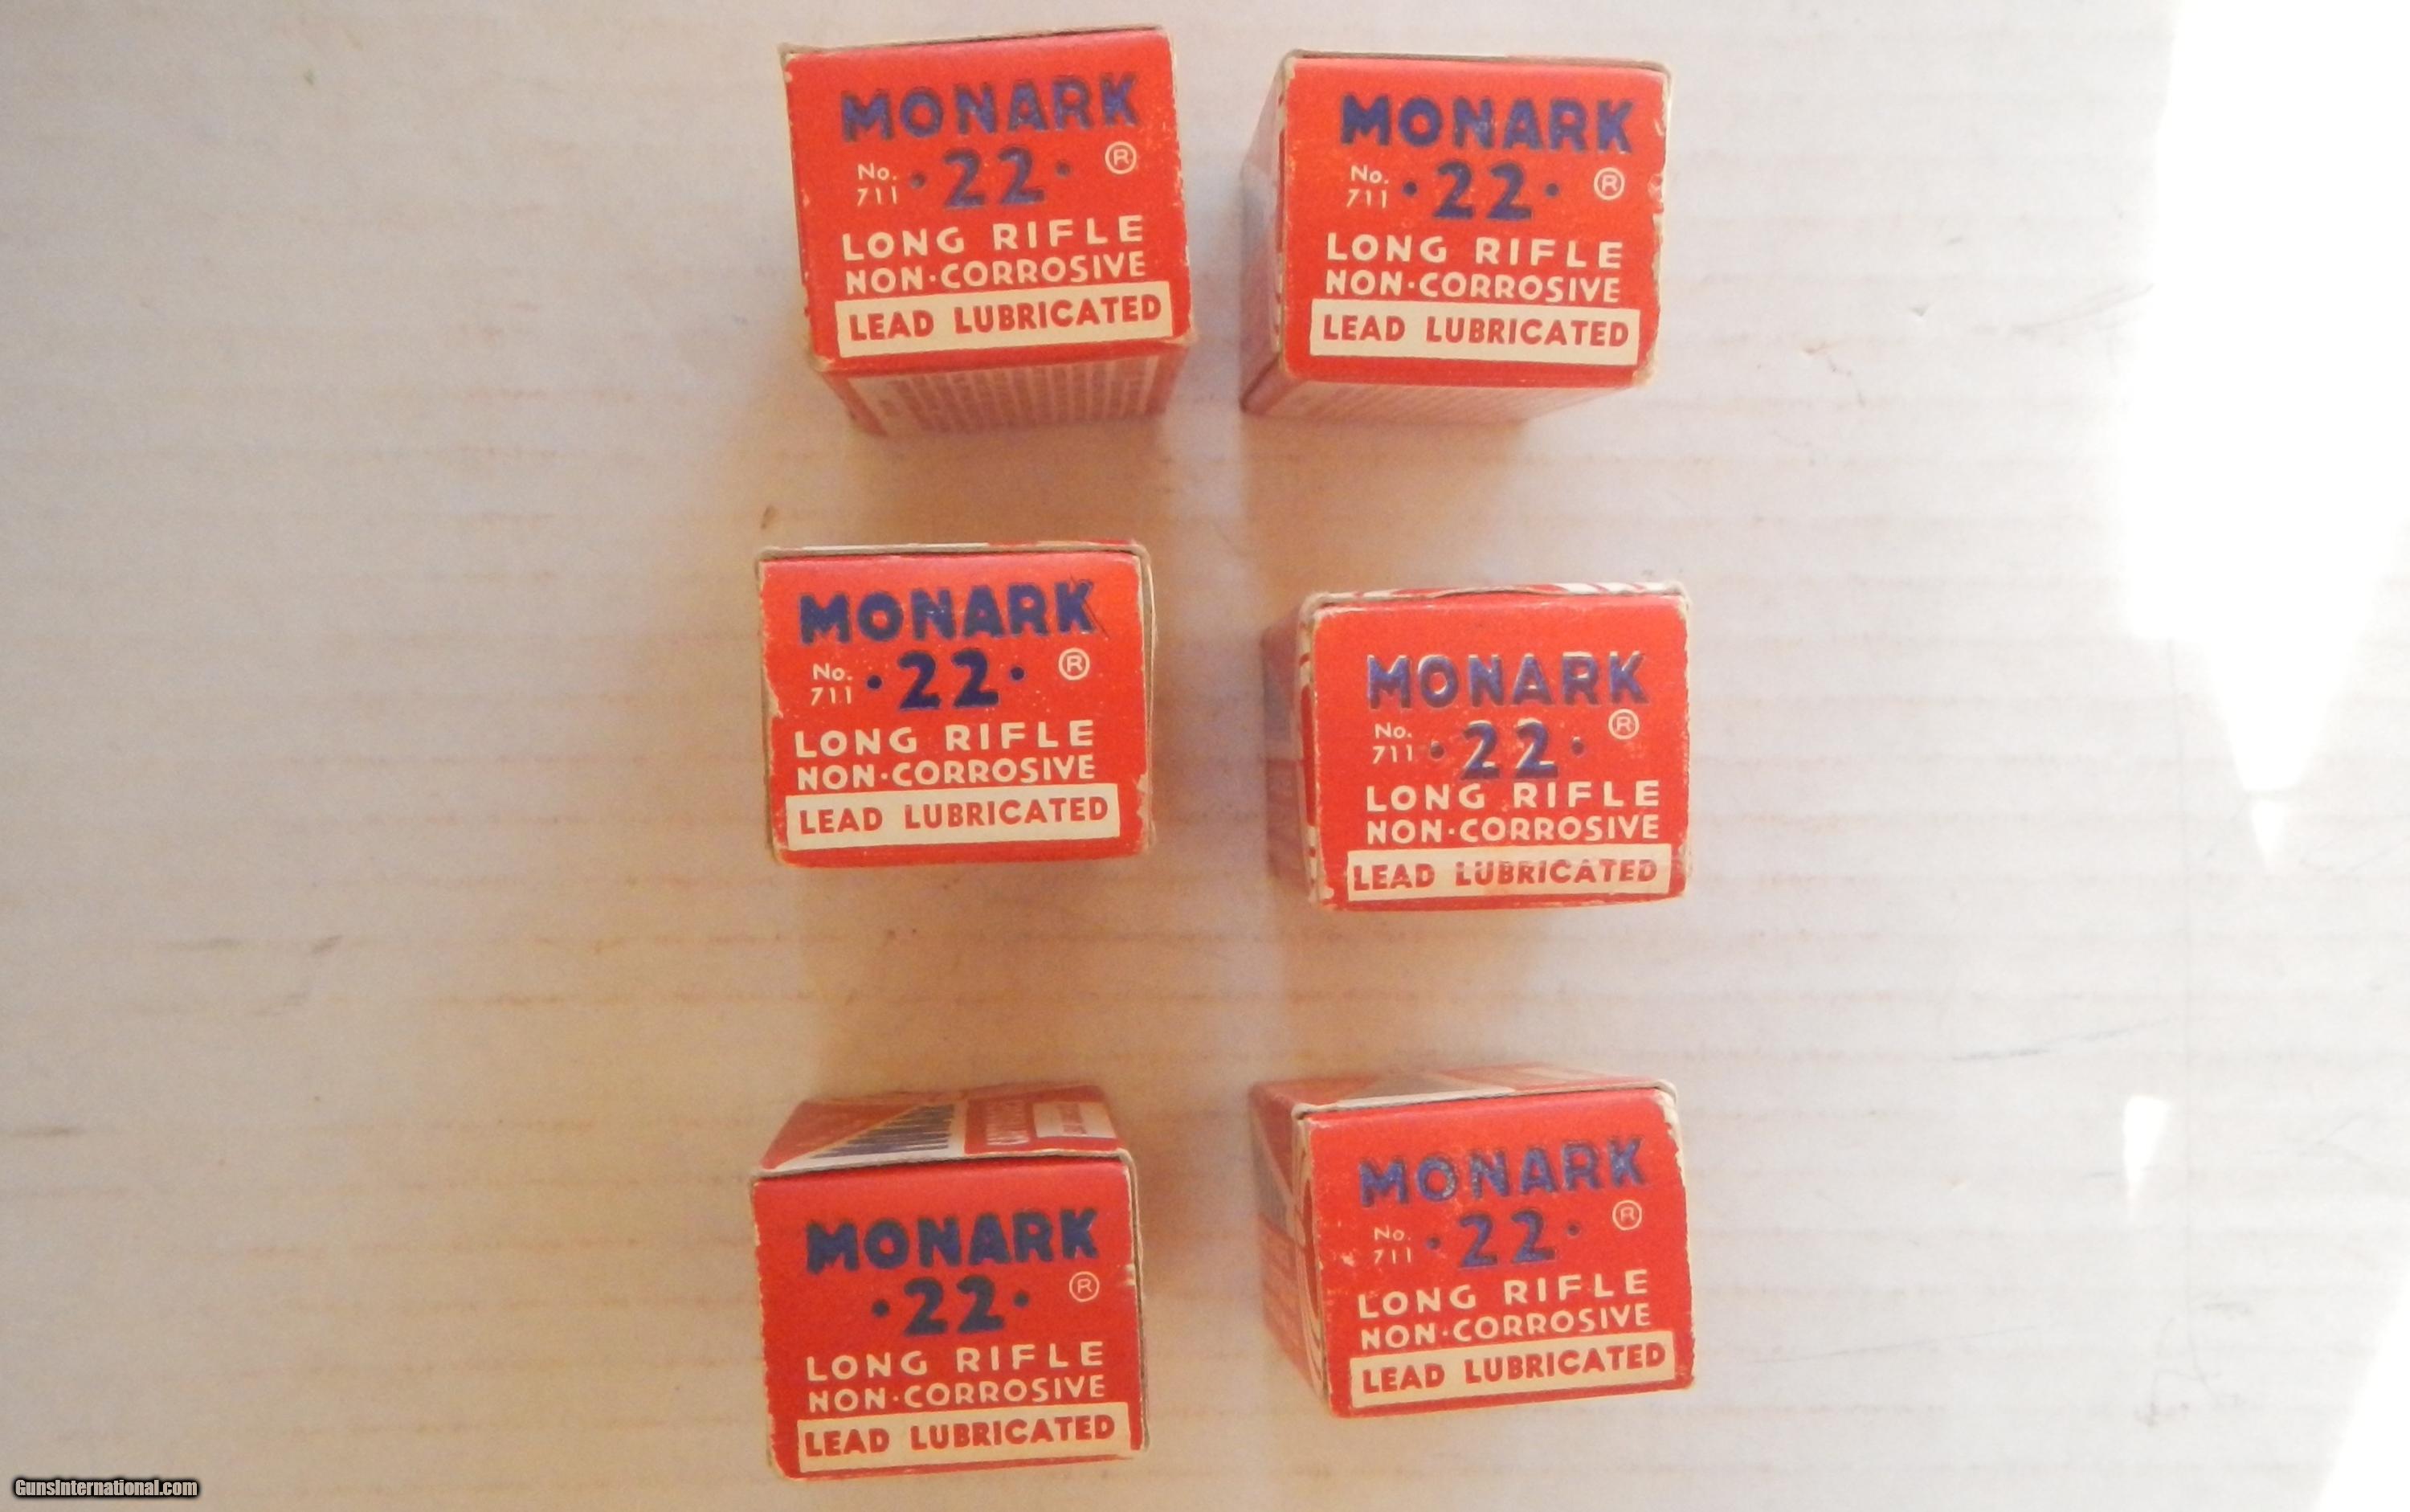 MONARK
No. 711 • 22 • ®
LONG RIFLE
NON-CORROSIVE
LEAD LUBRICATED
MONARK
No. 711 • 22 • ®
LONG RIFLE
NON-CORROSIVE
LEAD LUBRICATED
MONARK
No. 711 • 22 • ®
LONG RIFLE
NON-CORROSIVE
LEAD LUBRICATED
MONARK
No. 711 • 22 • ®
LONG RIFLE
NON-CORROSIVE
LEAD LUBRICATED
MONARK
• 22 • ®
LONG RIFLE
NON-CORROSIVE
LEAD LUBRICATED
MONARK
No. 711 • 22 • ®
LONG RIFLE
NON-CORROSIVE
LEAD LUBRICATED
GunsInternational.com